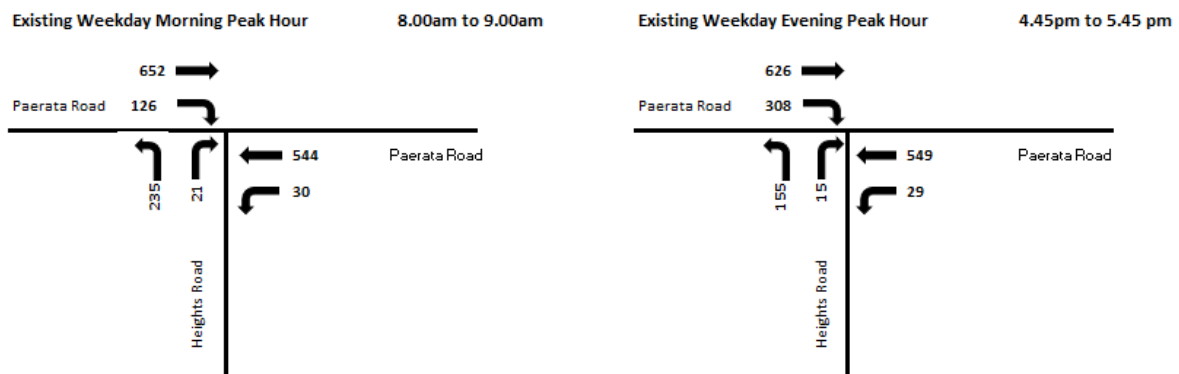 Existing Weekday Morning Peak Hour 8.00am to 9.00am
652
Paerata Road 126
544 Paerata Road
30
235
21
Heights Road
Existing Weekday Evening Peak Hour 4.45pm to 5.45 pm
626
Paerata Road 308
549 Paerata Road
29
155
15
Heights Road